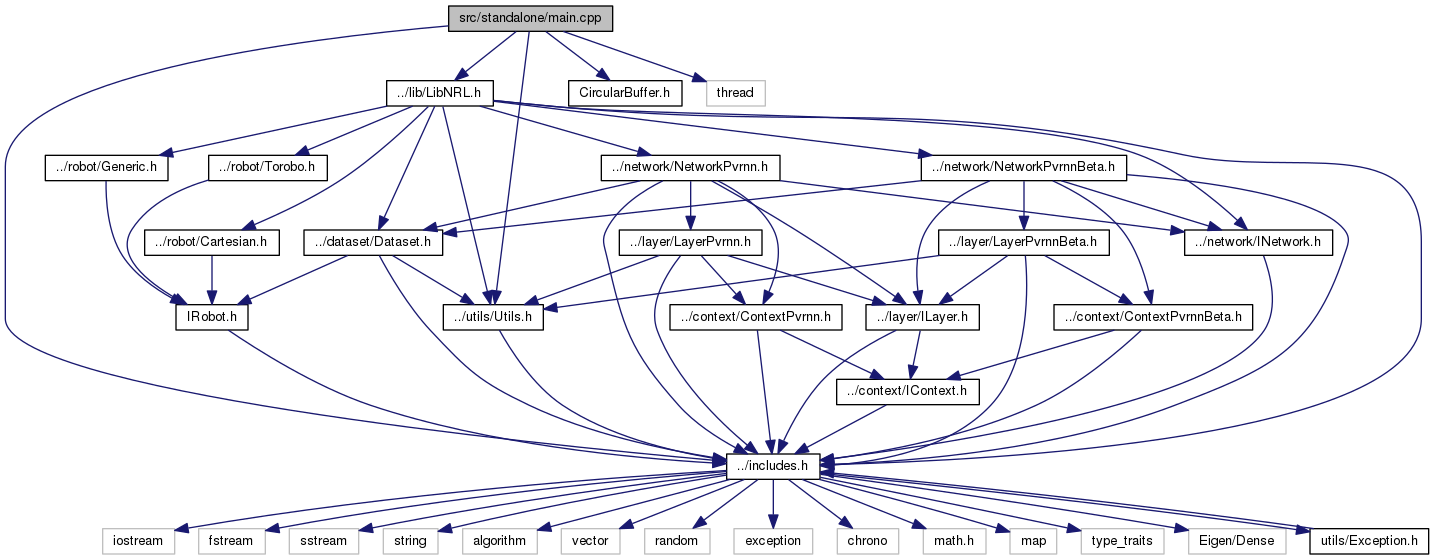 src/standalone/main.cpp
../lib/LibNRL.h
CircularBuffer.h
thread
../robot/Generic.h
../robot/Torobo.h
../network/NetworkPvrnn.h
../network/NetworkPvrnnBeta.h
../robot/Cartesian.h
../dataset/Dataset.h
../layer/LayerPvrnn.h
../layer/LayerPvrnnBeta.h
../network/INetwork.h
IRobot.h
../utils/Utils.h
../context/ContextPvrnn.h
../layer/ILayer.h
../context/ContextPvrnnBeta.h
../context/IContext.h
../includes.h
iostream
fstream
sstream
string
algorithm
vector
random
exception
chrono
math.h
map
type_traits
Eigen/Dense
utils/Exception.h